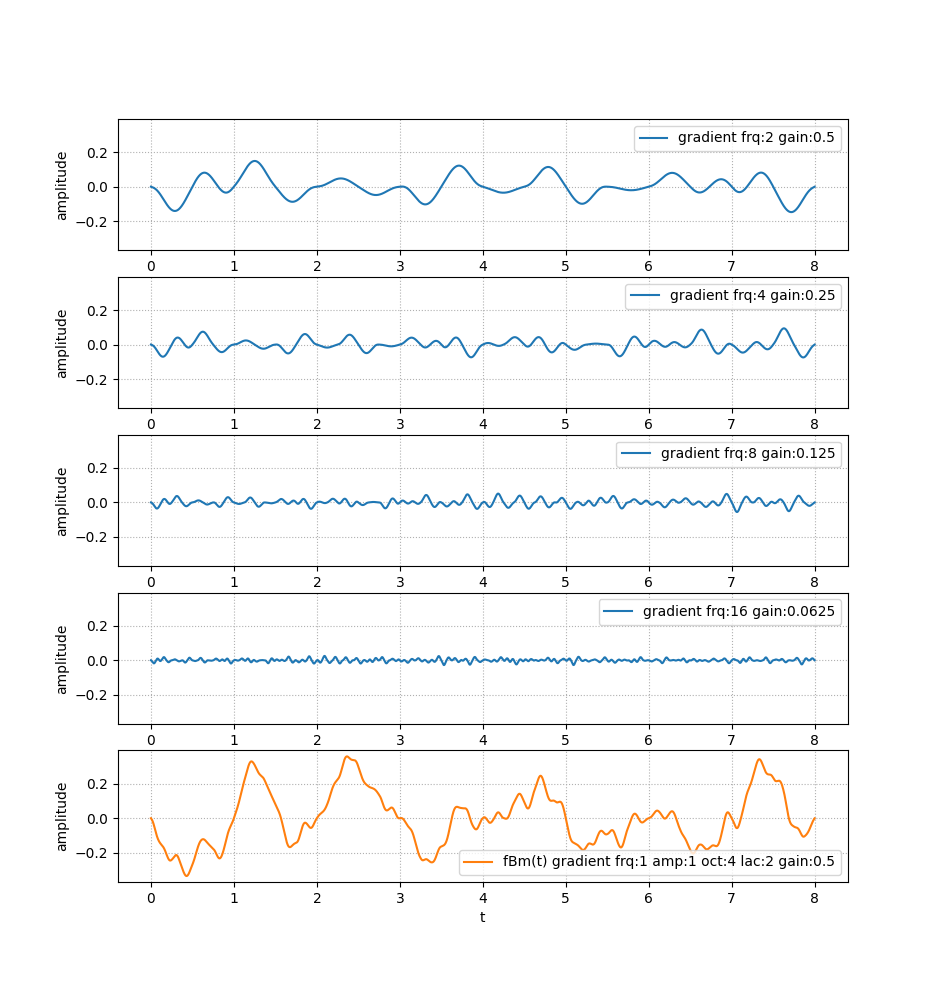 gradient frq:2 gain:0.5
amplitude
0.2
0.0
−0.2
0 1 2 3 4 5 6 7 8
gradient frq:4 gain:0.25
amplitude
0.2
0.0
−0.2
0 1 2 3 4 5 6 7 8
gradient frq:8 gain:0.125
amplitude
0.2
0.0
−0.2
0 1 2 3 4 5 6 7 8
gradient frq:16 gain:0.0625
amplitude
0.2
0.0
−0.2
0 1 2 3 4 5 6 7 8
amplitude
0.2
0.0
−0.2
fBm(t) gradient frq:1 amp:1 oct:4 lac:2 gain:0.5
0 1 2 3 4 5 6 7 8
t